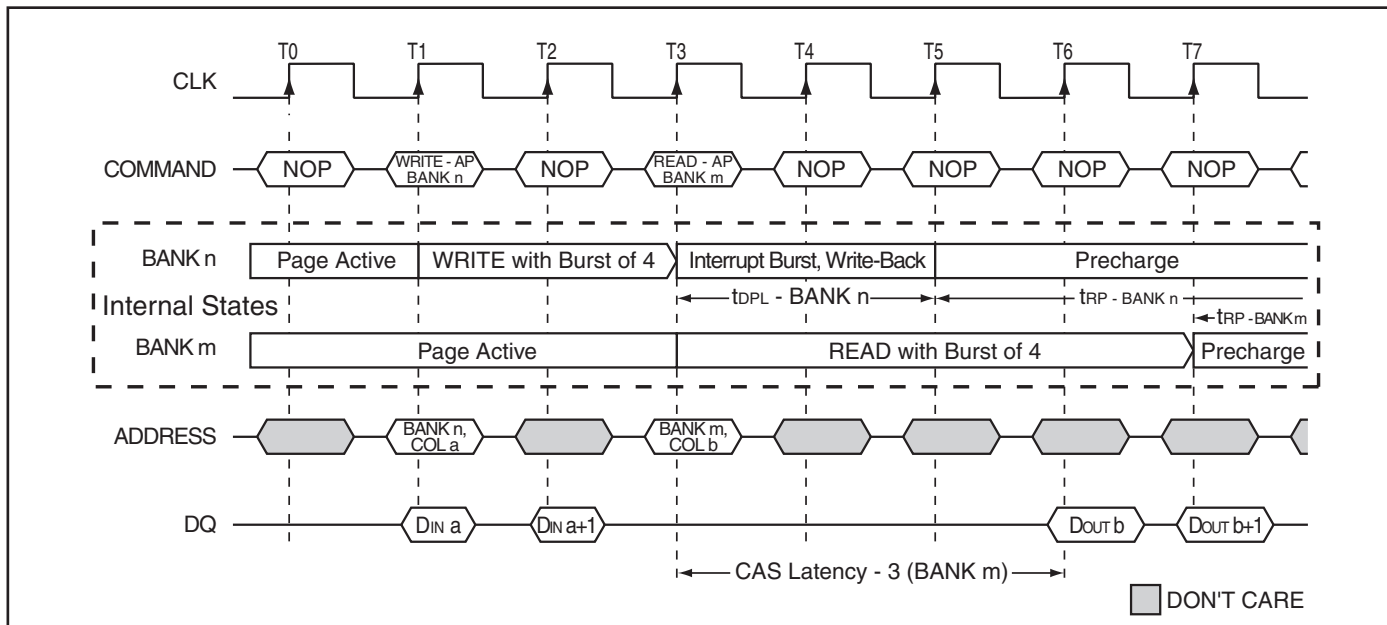 T0 T1 T2 T3 T4 T5 T6 T7
CLK
COMMAND NOP WRITE - AP BANK n NOP READ - AP BANK m NOP NOP NOP NOP
BANK n Page Active WRITE with Burst of 4 Interrupt Burst, Write-Back Precharge
tDPL - BANK n tRP - BANK n
Internal States
tRP - BANK m
BANK m Page Active READ with Burst of 4 Precharge
ADDRESS BANK n, COL a BANK m, COL b
DQ DIN a DIN a+1 DOUT b DOUT b+1
CAS Latency - 3 (BANK m)
DON'T CARE